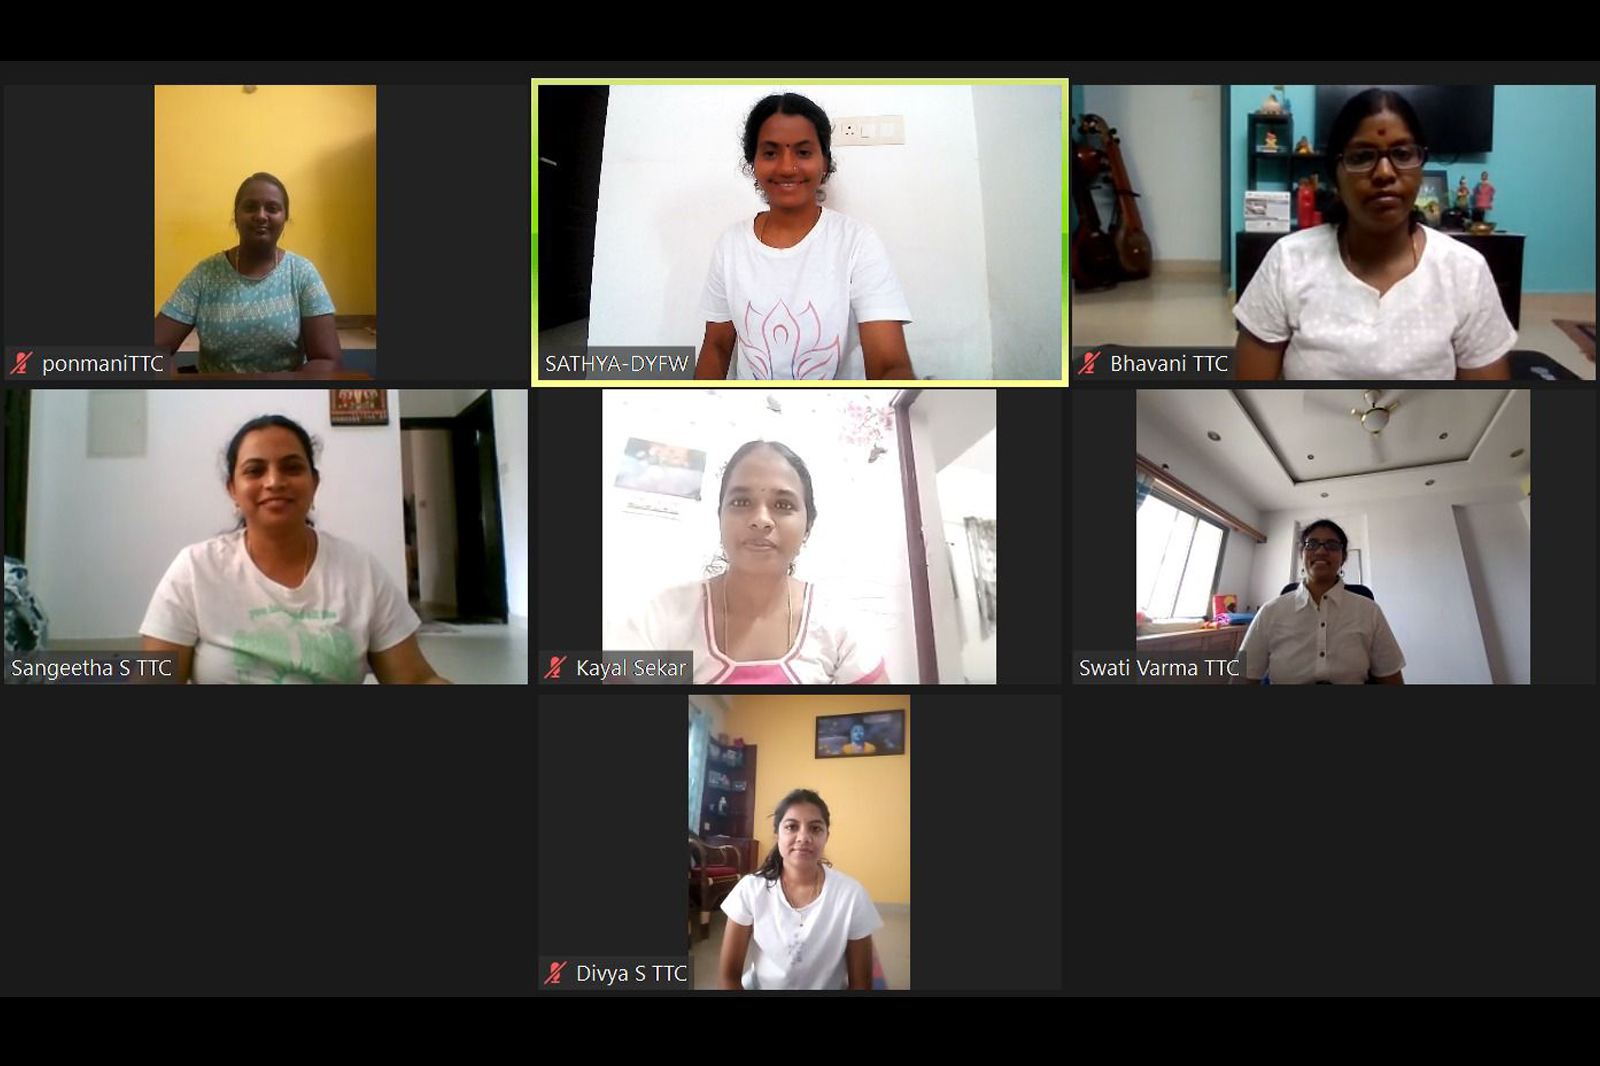 ponmaniTTC
SATHYA-DYFW
Bhavani TTC
Sangeetha S TTC
Kayal Sekar
Swati Varma TTC
Divya S TTC